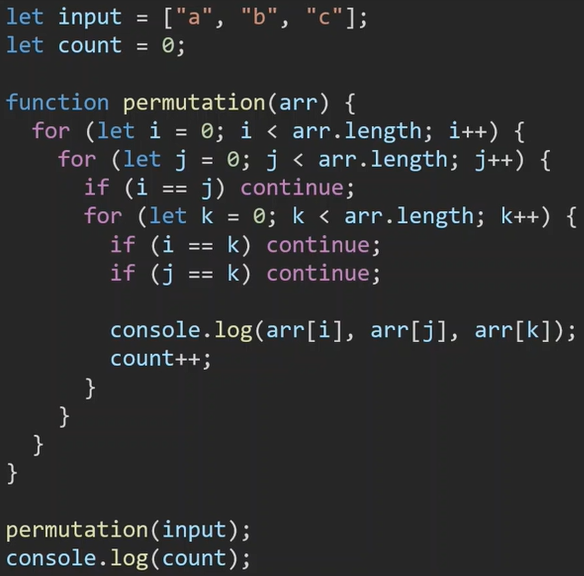 let input = ["a", "b", "c"];
let count = 0;

function permutation(arr) {
  for (let i = 0; i < arr.length; i++) {
    for (let j = 0; j < arr.length; j++) {
      if (i == j) continue;
      for (let k = 0; k < arr.length; k++) {
        if (i == k) continue;
        if (j == k) continue;

        console.log(arr[i], arr[j], arr[k]);
        count++;
      }
    }
  }
}

permutation(input);
console.log(count);